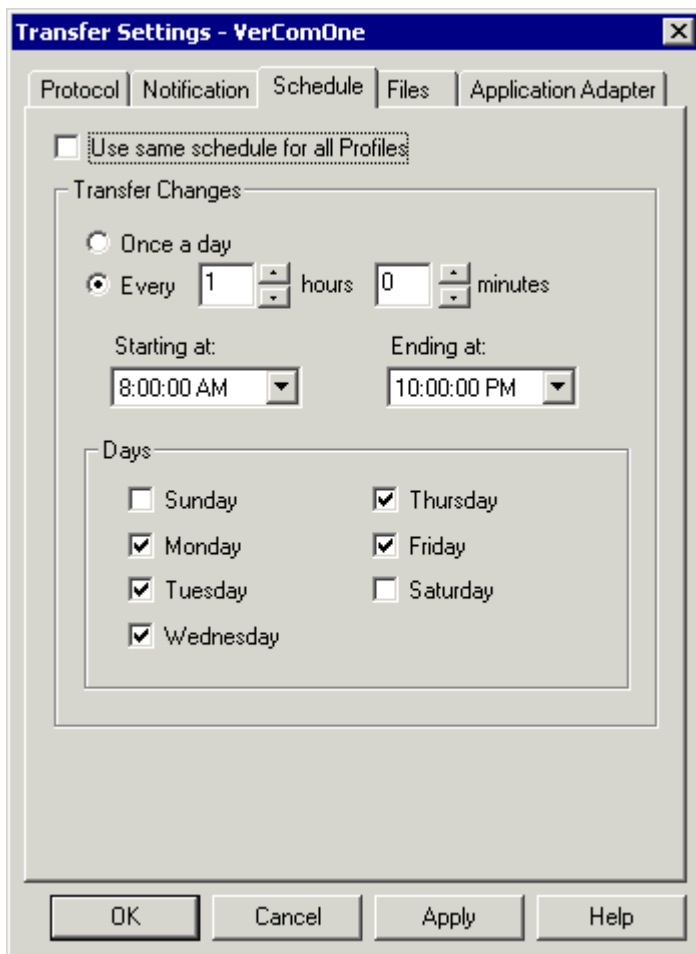 Transfer Settings - VerComOne
Protocol Notification Schedule Files Application Adapter
Use same schedule for all Profiles
Transfer Changes
Once a day
Every 1 hours 0 minutes
Starting at: Ending at:
8:00:00 AM 10:00:00 PM
Days
Sunday Thursday
Monday Friday
Tuesday Saturday
Wednesday
OK Cancel Apply Help